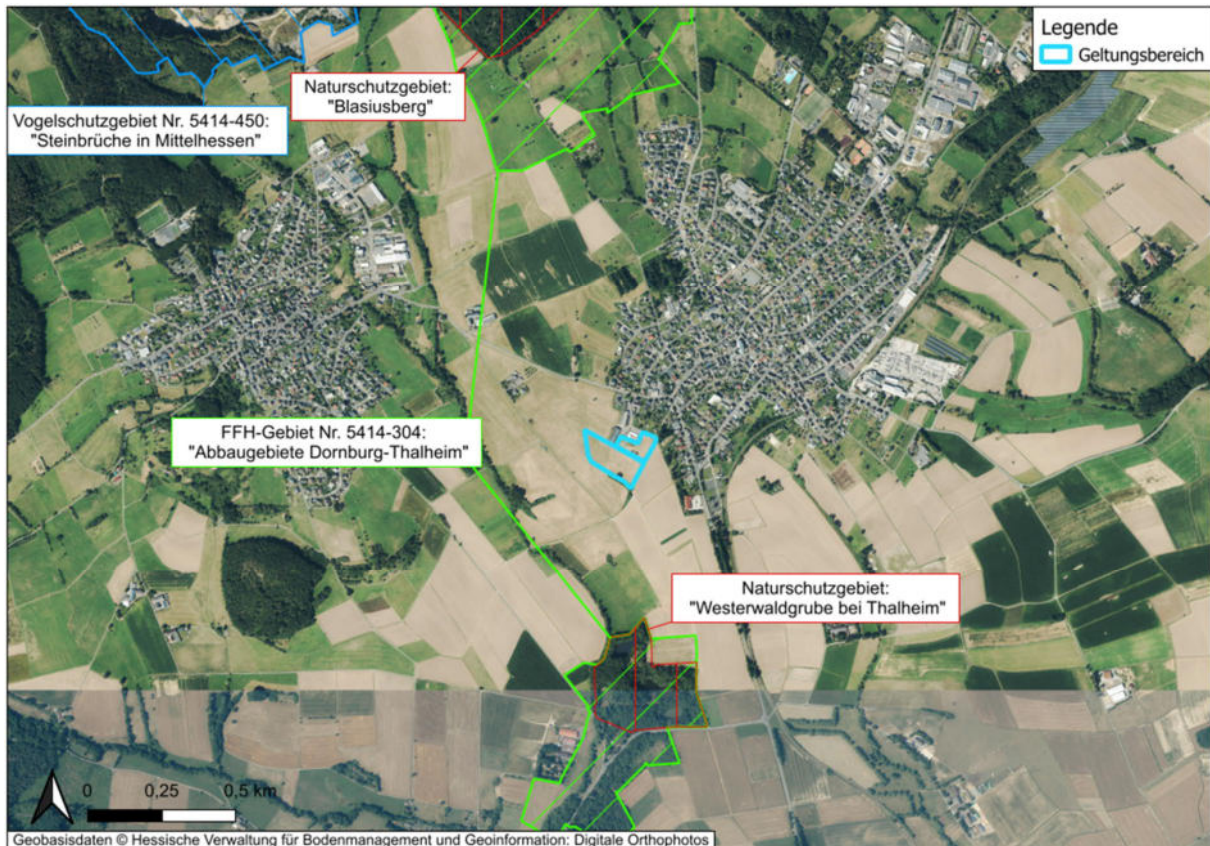 Legende
Geltungsbereich
Naturschutzgebiet:
"Blasiusberg"
Vogelschutzgebiet Nr. 5414-450:
"Steinbrüche in Mittelhessen"
FFH-Gebiet Nr. 5414-304:
"Abbaugebiete Dornburg-Thalheim"
Naturschutzgebiet:
"Westerwaldgrube bei Thalheim"
0 0,25 0,5 km
Geobasisdaten © Hessische Verwaltung für Bodenmanagement und Geoinformation: Digitale Orthophotos